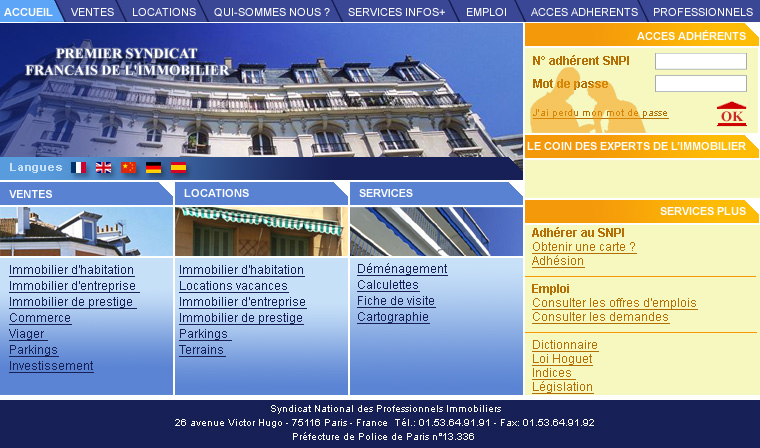 ACCUEIL VENTES LOCATIONS QUI-SOMMES NOUS ? SERVICES INFOS+ EMPLOI ACCES ADHERENTS PROFESSIONNELS
PREMIER SYNDICAT
FRANCAIS DE L'IMMOBILIER
Langues
ACCES ADHÉRENTS
N° adhérent SNPI
Mot de passe
J'ai perdu mon mot de passe
OK
LE COIN DES EXPERTS DE L'IMMOBILIER
VENTES
Immobilier d'habitation
Immobilier d'entreprise
Immobilier de prestige
Commerce
Viager
Parkings
Investissement
LOCATIONS
Immobilier d'habitation
Locations vacances
Immobilier d'entreprise
Immobilier de prestige
Parkings
Terrains
SERVICES
Déménagement
Calculettes
Fiche de visite
Cartographie
SERVICES PLUS
Adhérer au SNPI
Obtenir une carte ?
Adhésion
Emploi
Consulter les offres d'emplois
Consulter les demandes
Dictionnaire
Loi Hoguet
Indices
Législation
Syndicat National des Professionnels Immobiliers
26 avenue Victor Hugo - 75116 Paris - France Tél.: 01.53.64.91.91 - Fax: 01.53.64.91.92
Préfecture de Police de Paris n°13.336